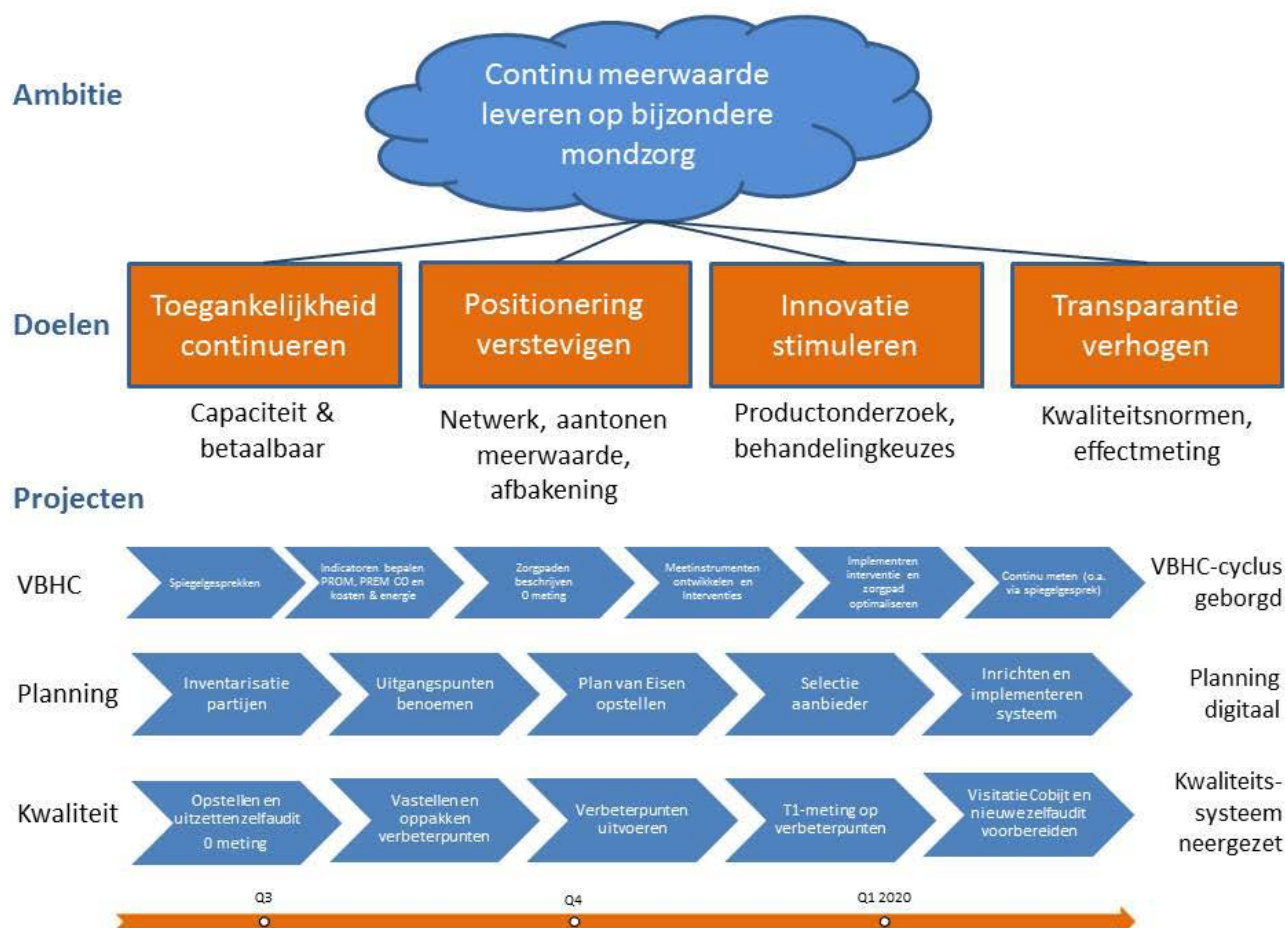 Ambitie
Continu meerwaarde
leveren op bijzondere
mondzorg
Doelen
Toegankelijkheid
continueren
Positionering
verstevigen
Innovatie
stimuleren
Transparantie
verhogen
Capaciteit &
betaalbaar
Netwerk, aantonen
meerwaarde,
afbakening
Productonderzoek,
behandelingkeuzes
Kwaliteitsnormen,
effectmeting
Projecten
VBHC
Spiegelgesprekken
Indicatoren bepalen
PROM, PREM CO en
kosten & energie
Zorgpaden
beschrijven
0 meting
Meetinstrumenten
ontwikkelen en
Interventies
Implementren
interventie en
zorgpad
optimaliseren
Continu meten (o.a.
via spiegelgesprek)
VBHC-cyclus
geborgd
Planning
Inventarisatie
partijen
Uitgangspunten
benoemen
Plan van Eisen
opstellen
Selectie
aanbieder
Inrichten en
implementeren
systeem
Planning
digitaal
Kwaliteit
Opstellen en
uitzetten zelfaudit
0 meting
Vastellen en
oppakken
verbeterpunten
Verbeterpunten
uitvoeren
T1-meting op
verbeterpunten
Visitatie Cobijt en
nieuwe zelfaudit
voorbereiden
Kwaliteits-
systeem
neergezet
Q3
Q4
Q1 2020